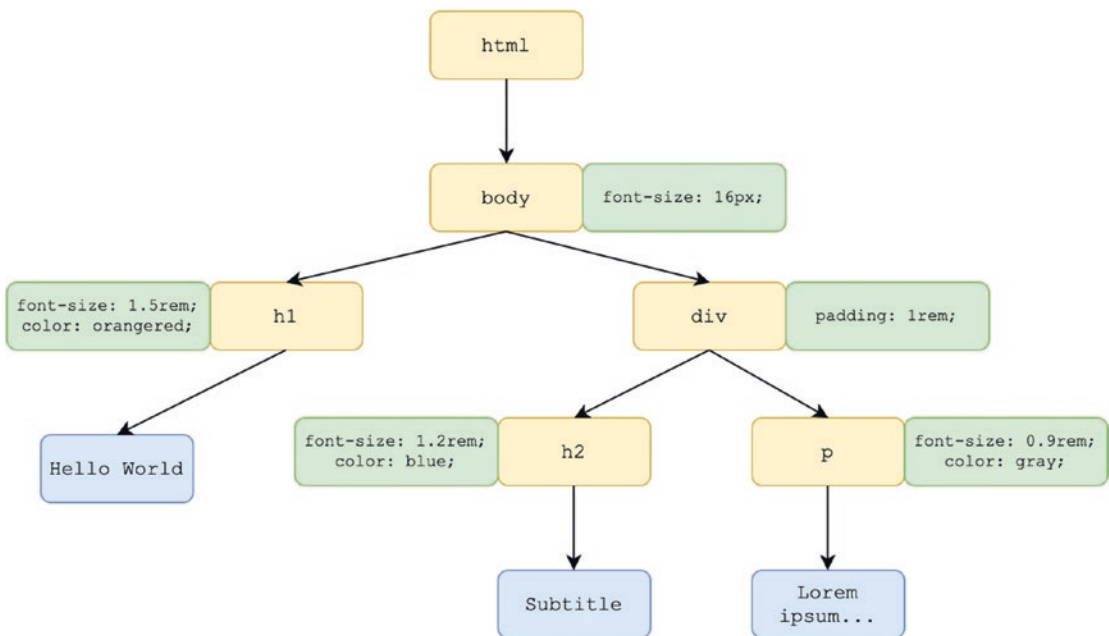 html
body
font-size: 16px;
font-size: 1.5rem;
color: orangered;
h1
div
padding: 1rem;
Hello World
font-size: 1.2rem;
color: blue;
h2
p
font-size: 0.9rem;
color: gray;
Subtitle
Lorem
ipsum...